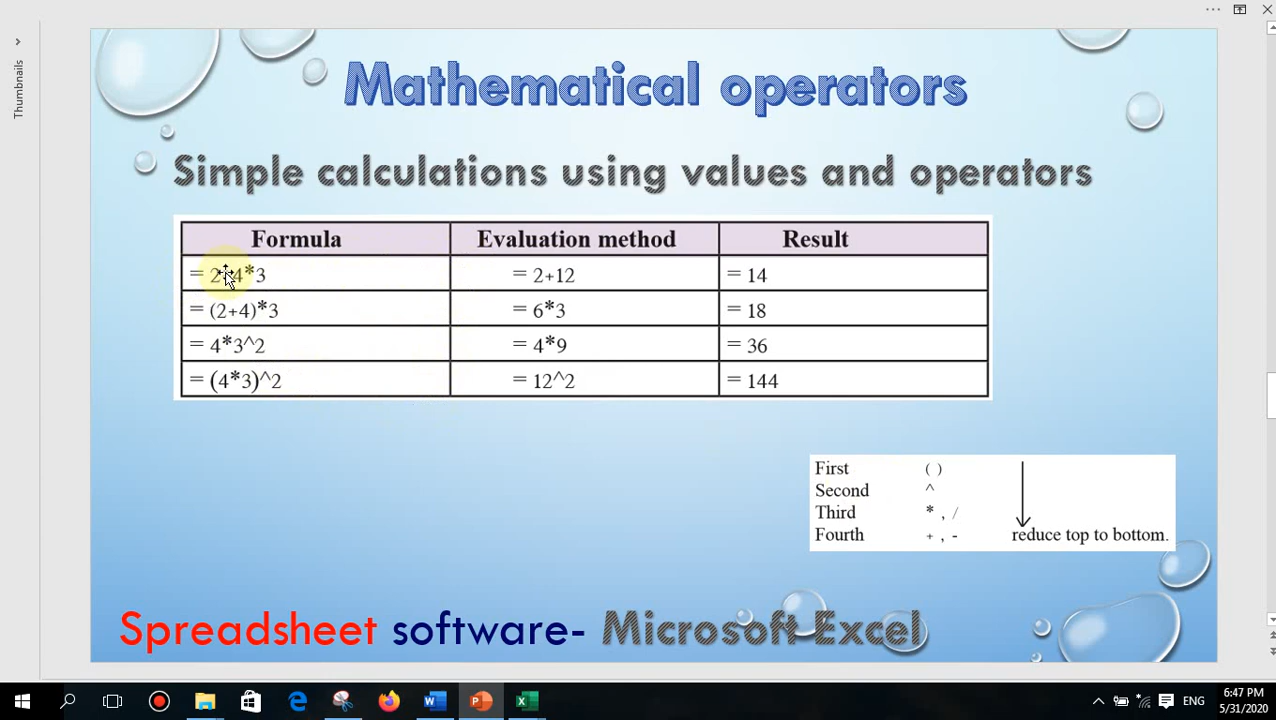 Thumbnails
Mathematical operators
Simple calculations using values and operators
Formula Evaluation method Result
= 2+4*3 = 2+12 = 14
= (2+4)*3 = 6*3 = 18
= 4*3^2 = 4*9 = 36
= (4*3)^2 = 12^2 = 144
First ( )
Second ^
Third * , /
Fourth + , - reduce top to bottom.
Spreadsheet software- Microsoft Excel
ENG
6:47 PM
5/31/2020